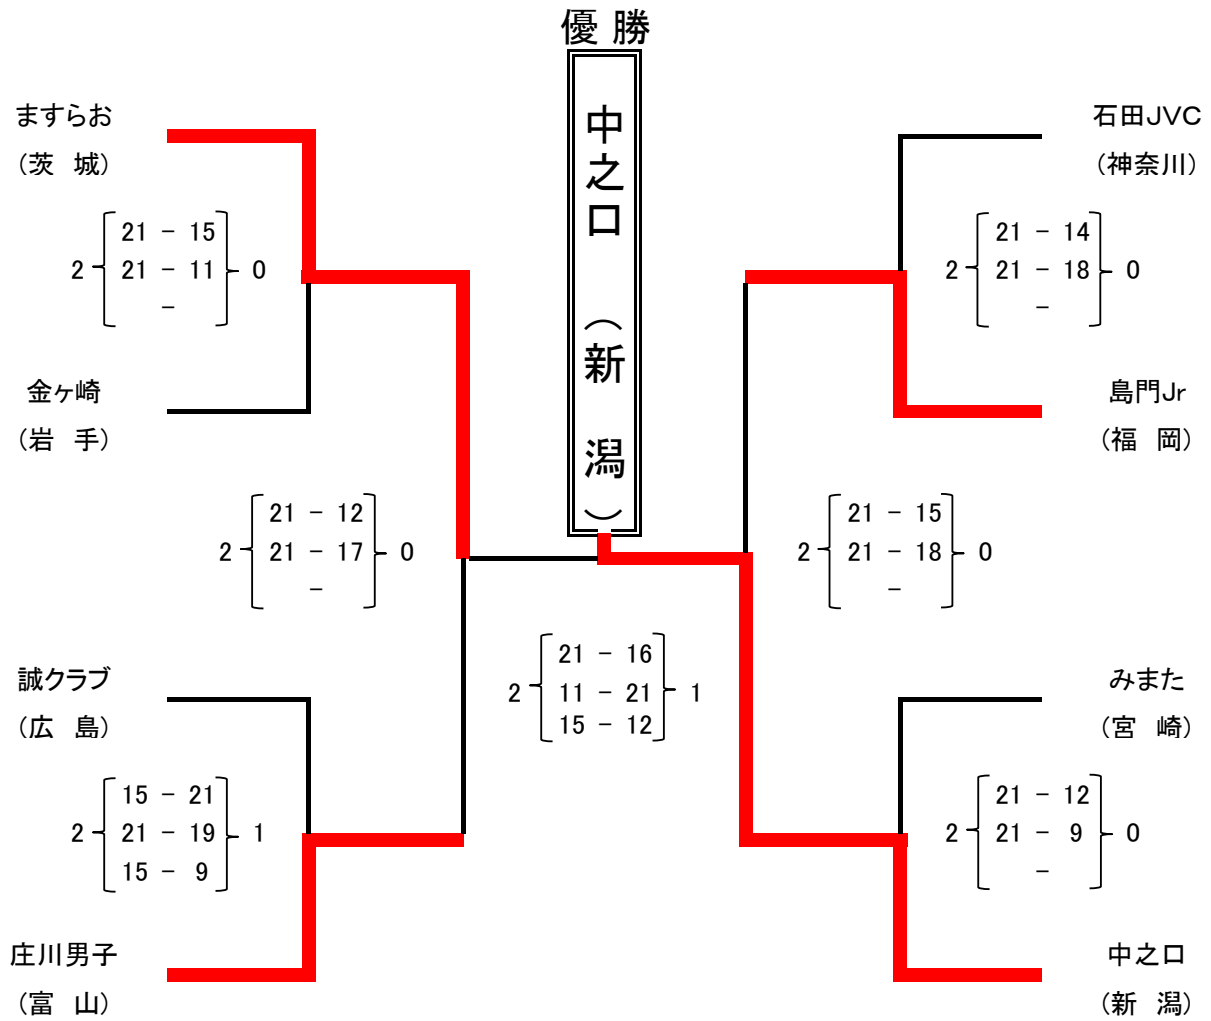 優 勝
中之口 （新 潟）
ますらお
（茨 城）
2 21 － 15 0
21 － 11
－
金ヶ崎
（岩 手）
2 21 － 12 0
21 － 17
－
誠クラブ
（広 島）
2 15 － 21 1
21 － 19
15 － 9
庄川男子
（富 山）
2 21 － 16 1
11 － 21
15 － 12
石田JVC
（神奈川）
2 21 － 14 0
21 － 18
－
島門Jr
（福 岡）
2 21 － 15 0
21 － 18
－
みまた
（宮 崎）
2 21 － 12 0
21 － 9
－
中之口
（新 潟）